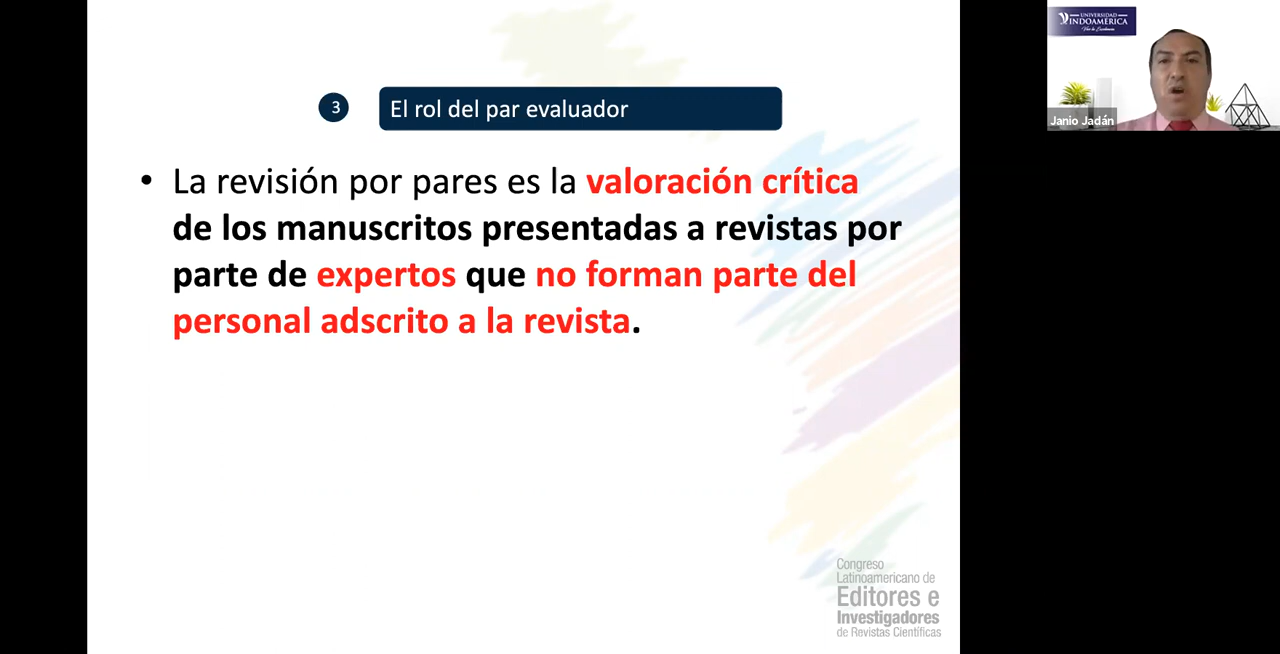 3
El rol del par evaluador
• La revisión por pares es la valoración crítica
de los manuscritos presentadas a revistas por
parte de expertos que no forman parte del
personal adscrito a la revista.
Congreso
Latinoamericano de
Editores e
Investigadores
de Revistas Científicas
UNIVERSIDAD
INDOAMÉRICA
Janio Jadán